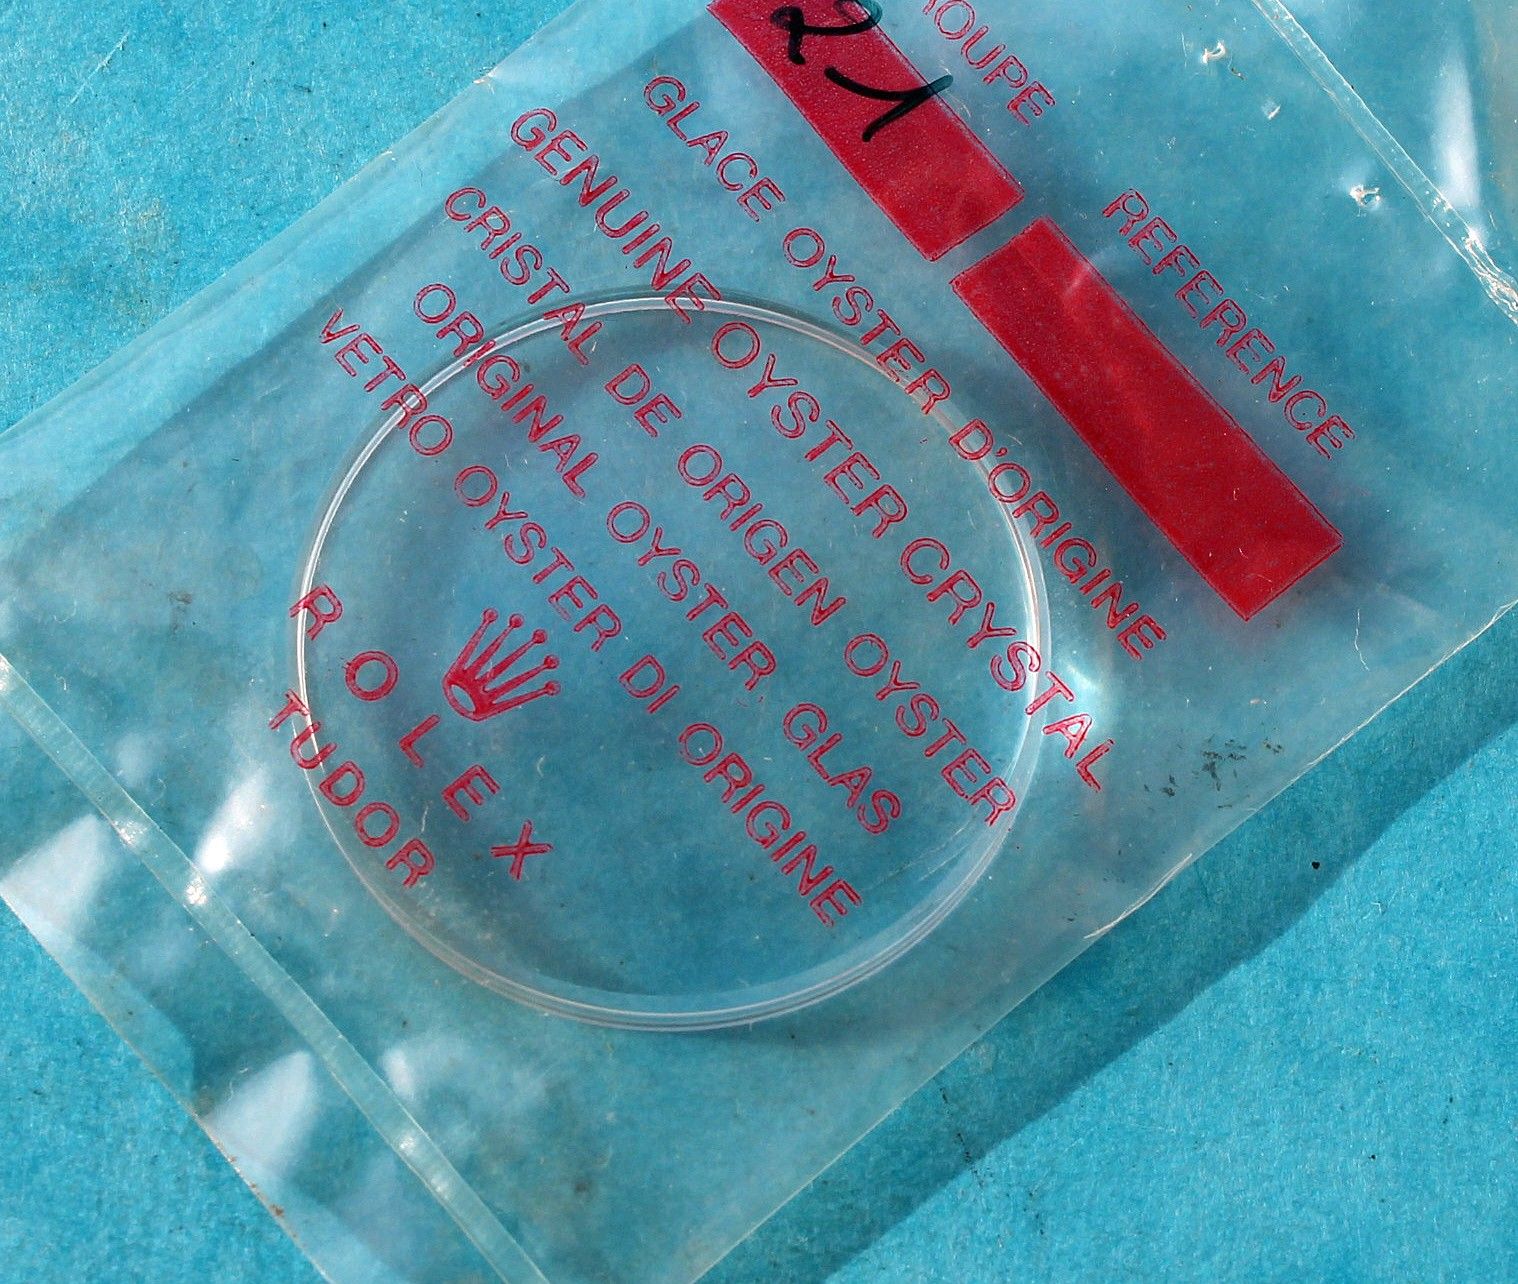 21
REFERENCE
GLACE OYSTER D'ORIGINE
GENUINE OYSTER CRYSTAL
CRISTAL DE ORIGEN OYSTER
ORIGINAL OYSTER GLAS
VETRO OYSTER DI ORIGINE
ROLEX
TUDOR